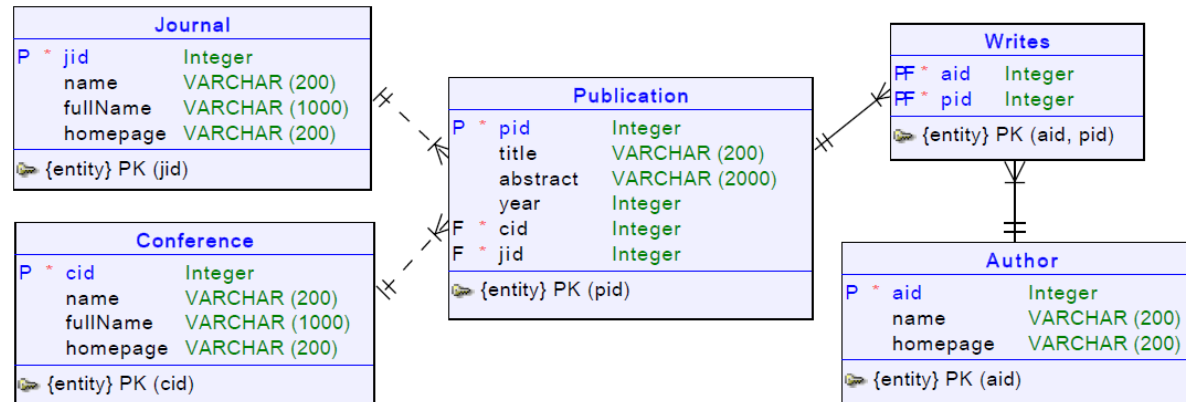 Journal
P * jid Integer
name VARCHAR (200)
fullName VARCHAR (1000)
homepage VARCHAR (200)
{entity} PK (jid)
Conference
P * cid Integer
name VARCHAR (200)
fullName VARCHAR (1000)
homepage VARCHAR (200)
{entity} PK (cid)
Publication
P * pid Integer
title VARCHAR (200)
abstract VARCHAR (2000)
year Integer
F * cid Integer
F * jid Integer
{entity} PK (pid)
Writes
PF * aid Integer
PF * pid Integer
{entity} PK (aid, pid)
Author
P * aid Integer
name VARCHAR (200)
homepage VARCHAR (200)
{entity} PK (aid)